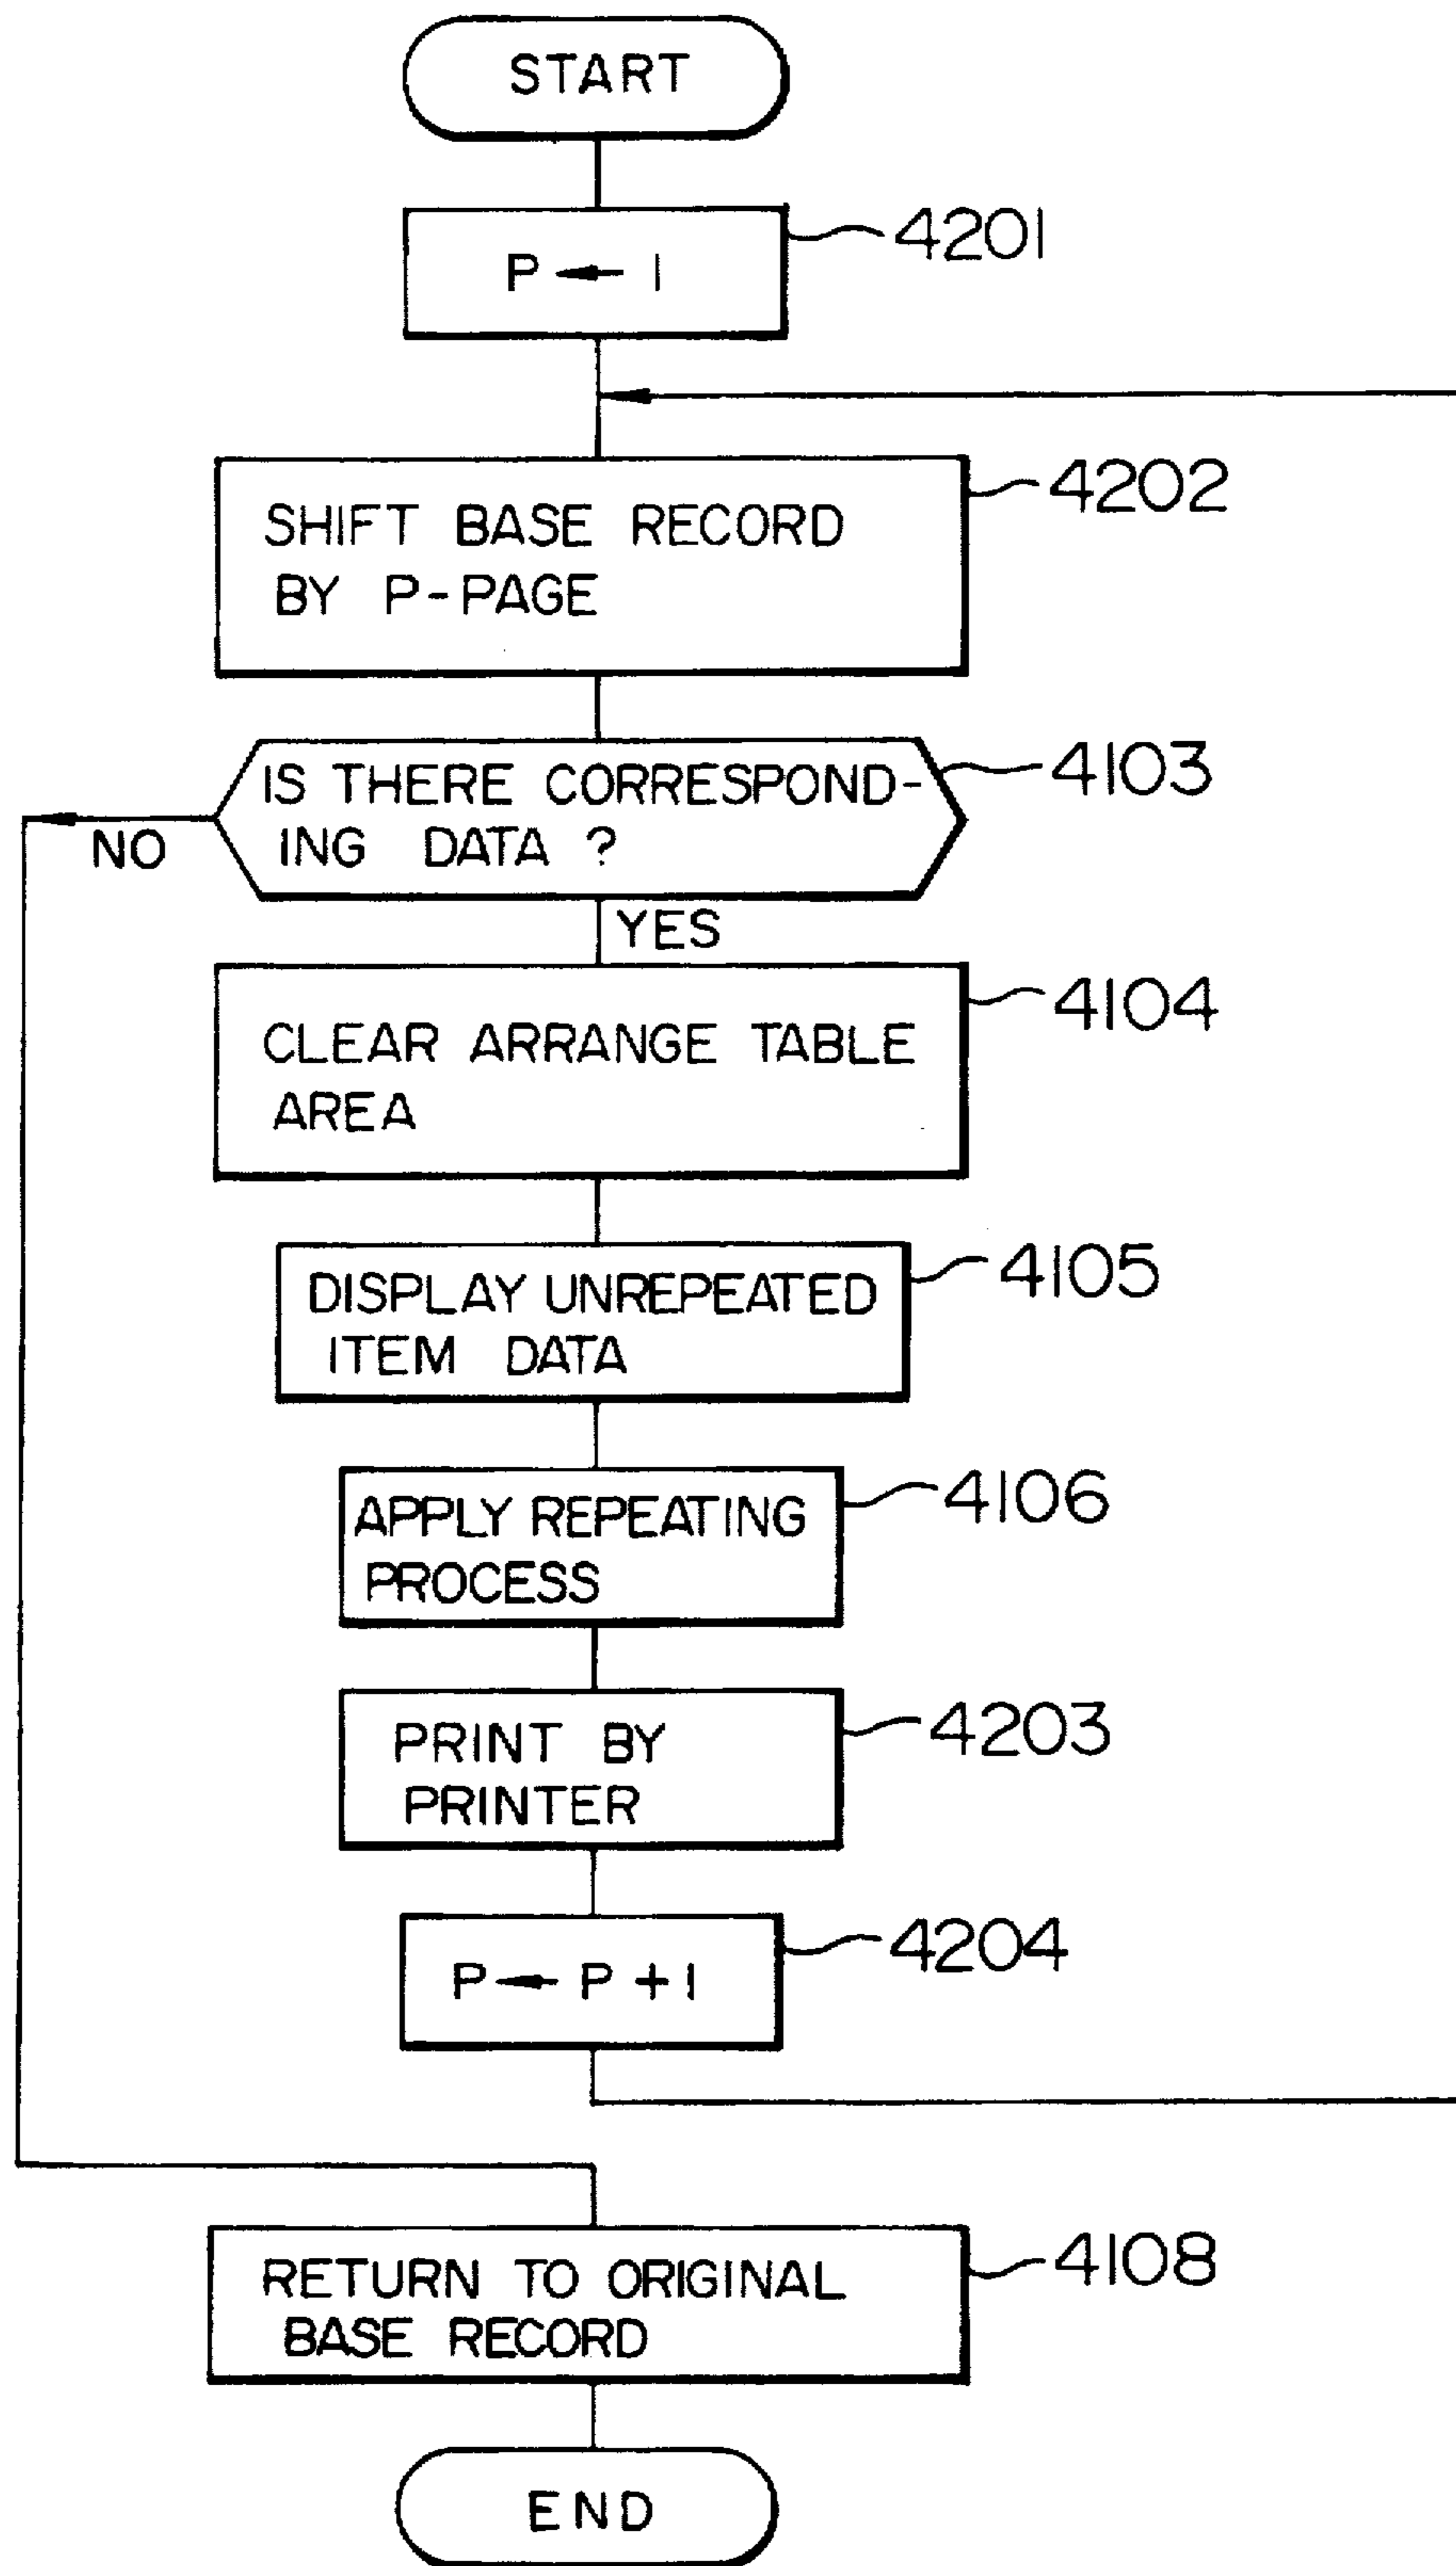 START
4201
P ← 1
4202
SHIFT BASE RECORD
BY P-PAGE
4103
IS THERE CORRESPOND-
ING DATA ?
NO
YES
4104
CLEAR ARRANGE TABLE
AREA
4105
DISPLAY UNREPEATED
ITEM DATA
4106
APPLY REPEATING
PROCESS
4203
PRINT BY
PRINTER
4204
P ← P + 1
4108
RETURN TO ORIGINAL
BASE RECORD
END